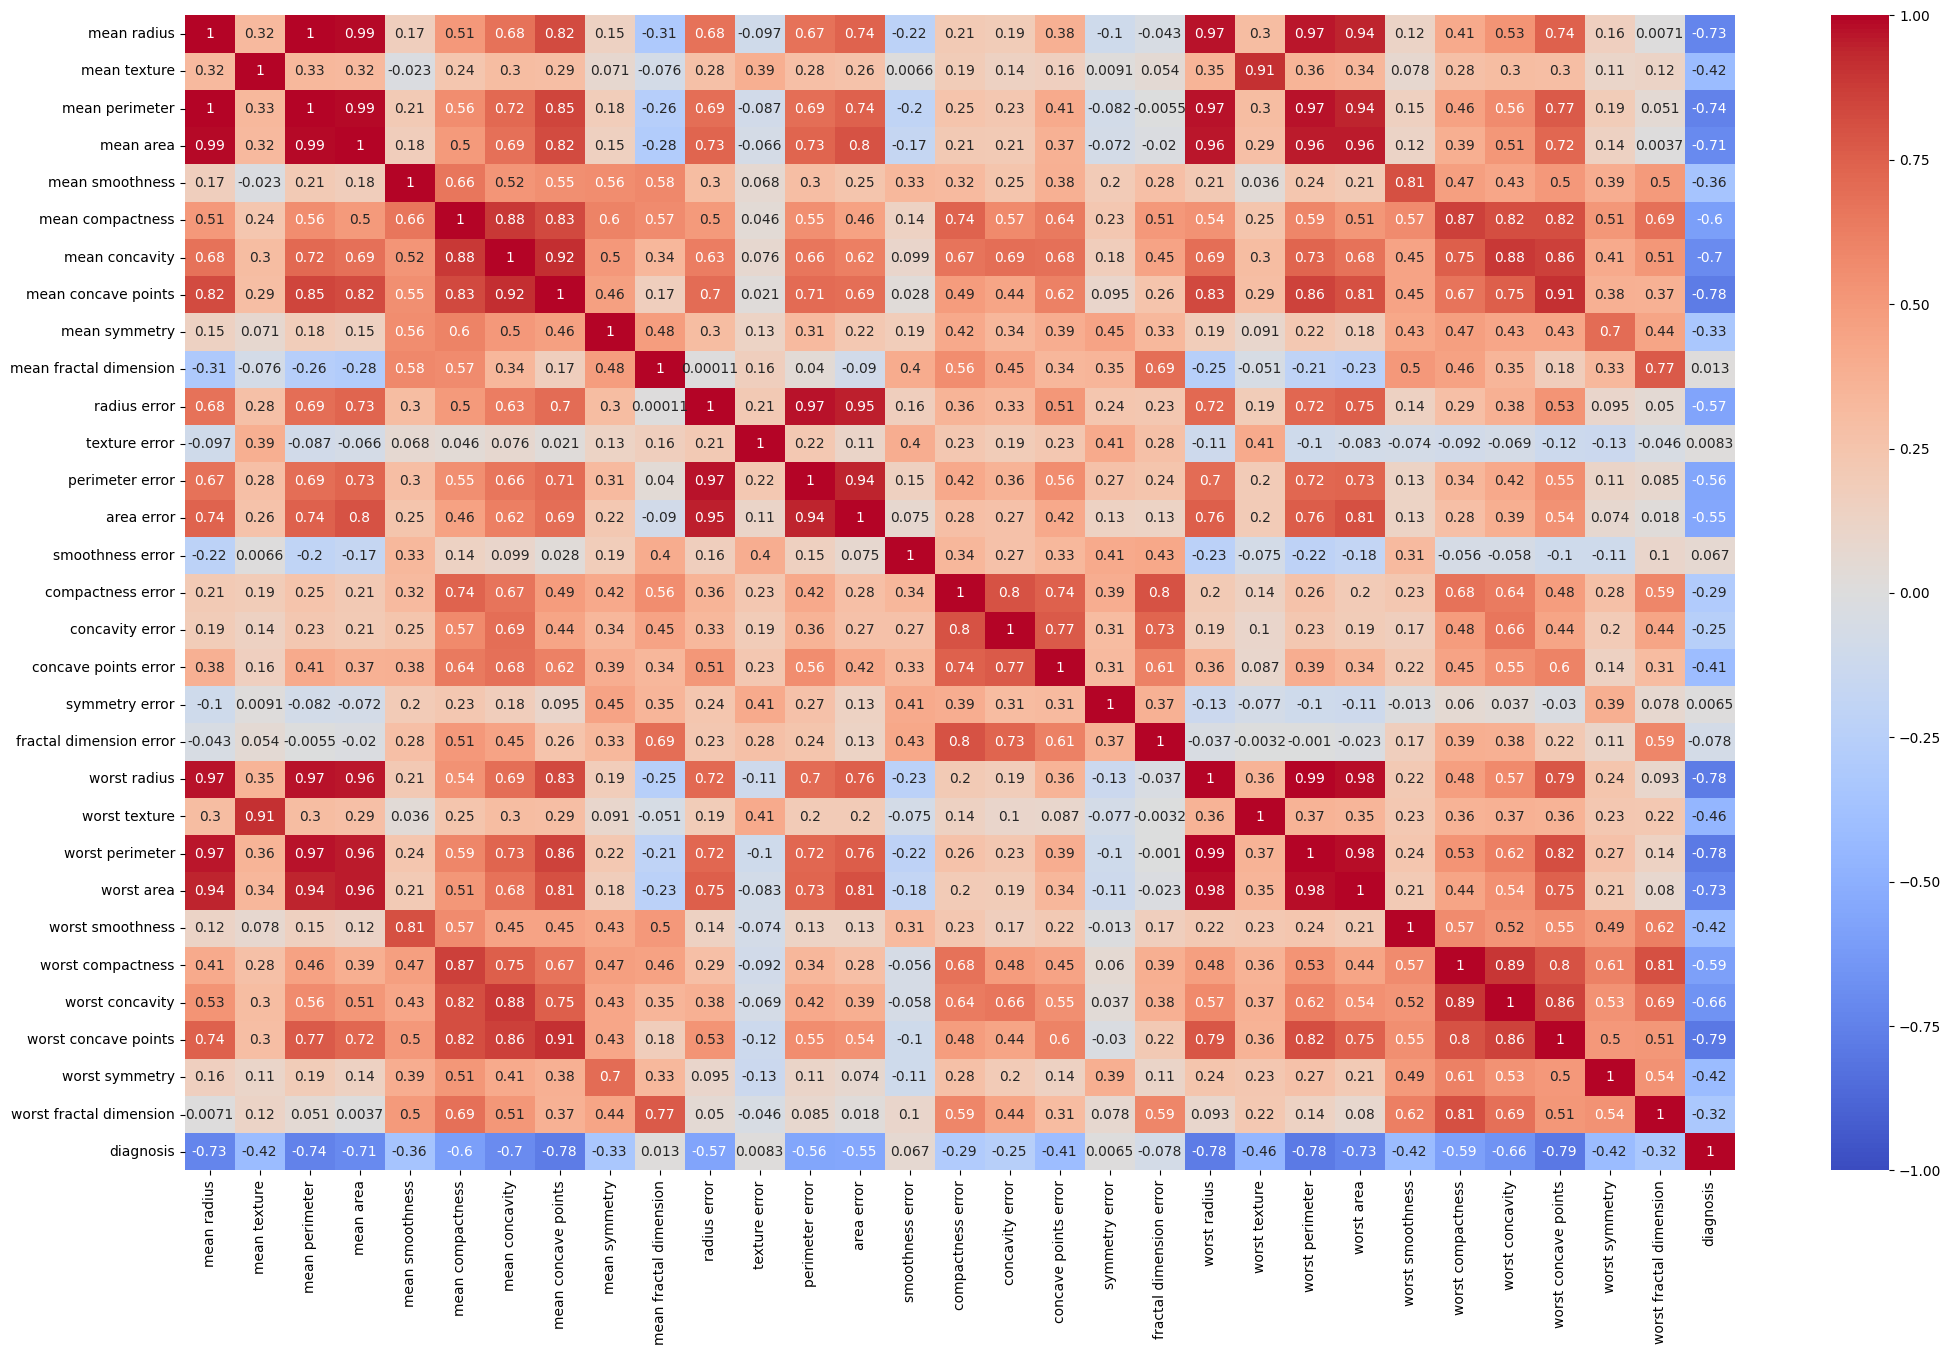 mean radius 1 0.32 1 0.99 0.17 0.51 0.68 0.82 0.15 -0.31 0.68 -0.097 0.67 0.74 -0.22 0.21 0.19 0.38 -0.1 -0.043 0.97 0.3 0.97 0.94 0.12 0.41 0.53 0.74 0.16 0.0071 -0.73 1.00
mean texture 0.32 1 0.33 0.32 -0.023 0.24 0.3 0.29 0.071 -0.076 0.28 0.39 0.28 0.26 0.0066 0.19 0.14 0.16 0.0091 0.054 0.35 0.91 0.36 0.34 0.078 0.28 0.3 0.3 0.11 0.12 -0.42
mean perimeter 1 0.33 1 0.99 0.21 0.56 0.72 0.85 0.18 -0.26 0.69 -0.087 0.69 0.74 -0.2 0.25 0.23 0.41 -0.082 -0.0055 0.97 0.3 0.97 0.94 0.15 0.46 0.56 0.77 0.19 0.051 -0.74
mean area 0.99 0.32 0.99 1 0.18 0.5 0.69 0.82 0.15 -0.28 0.73 -0.066 0.73 0.8 -0.17 0.21 0.21 0.37 -0.072 -0.02 0.96 0.29 0.96 0.96 0.12 0.39 0.51 0.72 0.14 0.0037 -0.71
0.75
mean smoothness 0.17 -0.023 0.21 0.18 1 0.66 0.52 0.55 0.56 0.58 0.3 0.068 0.3 0.25 0.33 0.32 0.25 0.38 0.2 0.28 0.21 0.036 0.24 0.21 0.81 0.47 0.43 0.5 0.39 0.5 -0.36
mean compactness 0.51 0.24 0.56 0.5 0.66 1 0.88 0.83 0.6 0.57 0.5 0.046 0.55 0.46 0.14 0.74 0.57 0.64 0.23 0.51 0.54 0.25 0.59 0.51 0.57 0.87 0.82 0.82 0.51 0.69 -0.6
mean concavity 0.68 0.3 0.72 0.69 0.52 0.88 1 0.92 0.5 0.34 0.63 0.076 0.66 0.62 0.099 0.67 0.69 0.68 0.18 0.45 0.69 0.3 0.73 0.68 0.45 0.75 0.88 0.86 0.41 0.51 -0.7
mean concave points 0.82 0.29 0.85 0.82 0.55 0.83 0.92 1 0.46 0.17 0.7 0.021 0.71 0.69 0.028 0.49 0.44 0.62 0.095 0.26 0.83 0.29 0.86 0.81 0.45 0.67 0.75 0.91 0.38 0.37 -0.78
0.50
mean symmetry 0.15 0.071 0.18 0.15 0.56 0.6 0.5 0.46 1 0.48 0.3 0.13 0.31 0.22 0.19 0.42 0.34 0.39 0.45 0.33 0.19 0.091 0.22 0.18 0.43 0.47 0.43 0.43 0.7 0.44 -0.33
mean fractal dimension -0.31 -0.076 -0.26 -0.28 0.58 0.57 0.34 0.17 0.48 1 0.00011 0.16 0.04 -0.09 0.4 0.56 0.45 0.34 0.35 0.69 -0.25 -0.051 -0.21 -0.23 0.5 0.46 0.35 0.18 0.33 0.77 0.013
radius error 0.68 0.28 0.69 0.73 0.3 0.5 0.63 0.7 0.3 0.00011 1 0.21 0.97 0.95 0.16 0.36 0.33 0.51 0.24 0.23 0.72 0.19 0.72 0.75 0.14 0.29 0.38 0.53 0.095 0.05 -0.57
texture error -0.097 0.39 -0.087 -0.066 0.068 0.046 0.076 0.021 0.13 0.16 0.21 1 0.22 0.11 0.4 0.23 0.19 0.23 0.41 0.28 -0.11 0.41 -0.1 -0.083 -0.074 -0.092 -0.069 -0.12 -0.13 -0.046 0.0083
0.25
perimeter error 0.67 0.28 0.69 0.73 0.3 0.55 0.66 0.71 0.31 0.04 0.97 0.22 1 0.94 0.15 0.42 0.36 0.56 0.27 0.24 0.7 0.2 0.72 0.73 0.13 0.34 0.42 0.55 0.11 0.085 -0.56
area error 0.74 0.26 0.74 0.8 0.25 0.46 0.62 0.69 0.22 -0.09 0.95 0.11 0.94 1 0.075 0.28 0.27 0.42 0.13 0.13 0.76 0.2 0.76 0.81 0.13 0.28 0.39 0.54 0.074 0.018 -0.55
smoothness error -0.22 0.0066 -0.2 -0.17 0.33 0.14 0.099 0.028 0.19 0.4 0.16 0.4 0.15 0.075 1 0.34 0.27 0.33 0.41 0.43 -0.23 -0.075 -0.22 -0.18 0.31 -0.056 -0.058 -0.1 -0.11 0.1 0.067
compactness error 0.21 0.19 0.25 0.21 0.32 0.74 0.67 0.49 0.42 0.56 0.36 0.23 0.42 0.28 0.34 1 0.8 0.74 0.39 0.8 0.2 0.14 0.26 0.2 0.23 0.68 0.64 0.48 0.28 0.59 -0.29 0.00
concavity error 0.19 0.14 0.23 0.21 0.25 0.57 0.69 0.44 0.34 0.45 0.33 0.19 0.36 0.27 0.27 0.8 1 0.77 0.31 0.73 0.19 0.1 0.23 0.19 0.17 0.48 0.66 0.44 0.2 0.44 -0.25
concave points error 0.38 0.16 0.41 0.37 0.38 0.64 0.68 0.62 0.39 0.34 0.51 0.23 0.56 0.42 0.33 0.74 0.77 1 0.31 0.61 0.36 0.087 0.39 0.34 0.22 0.45 0.55 0.6 0.14 0.31 -0.41
symmetry error -0.1 0.0091 -0.082 -0.072 0.2 0.23 0.18 0.095 0.45 0.35 0.24 0.41 0.27 0.13 0.41 0.39 0.31 0.31 1 0.37 -0.13 -0.077 -0.1 -0.11 -0.013 0.06 0.037 -0.03 0.39 0.078 0.0065
fractal dimension error -0.043 0.054 -0.0055 -0.02 0.28 0.51 0.45 0.26 0.33 0.69 0.23 0.28 0.24 0.13 0.43 0.8 0.73 0.61 0.37 1 -0.037 -0.0032 -0.001 -0.023 0.17 0.39 0.38 0.22 0.11 0.59 -0.078 −0.25
worst radius 0.97 0.35 0.97 0.96 0.21 0.54 0.69 0.83 0.19 -0.25 0.72 -0.11 0.7 0.76 -0.23 0.2 0.19 0.36 -0.13 -0.037 1 0.36 0.99 0.98 0.22 0.48 0.57 0.79 0.24 0.093 -0.78
worst texture 0.3 0.91 0.3 0.29 0.036 0.25 0.3 0.29 0.091 -0.051 0.19 0.41 0.2 0.2 -0.075 0.14 0.1 0.087 -0.077 -0.0032 0.36 1 0.37 0.35 0.23 0.36 0.37 0.36 0.23 0.22 -0.46
worst perimeter 0.97 0.36 0.97 0.96 0.24 0.59 0.73 0.86 0.22 -0.21 0.72 -0.1 0.72 0.76 -0.22 0.26 0.23 0.39 -0.1 -0.001 0.99 0.37 1 0.98 0.24 0.53 0.62 0.82 0.27 0.14 -0.78
worst area 0.94 0.34 0.94 0.96 0.21 0.51 0.68 0.81 0.18 -0.23 0.75 -0.083 0.73 0.81 -0.18 0.2 0.19 0.34 -0.11 -0.023 0.98 0.35 0.98 1 0.21 0.44 0.54 0.75 0.21 0.08 -0.73 −0.50
worst smoothness 0.12 0.078 0.15 0.12 0.81 0.57 0.45 0.45 0.43 0.5 0.14 -0.074 0.13 0.13 0.31 0.23 0.17 0.22 -0.013 0.17 0.22 0.23 0.24 0.21 1 0.57 0.52 0.55 0.49 0.62 -0.42
worst compactness 0.41 0.28 0.46 0.39 0.47 0.87 0.75 0.67 0.47 0.46 0.29 -0.092 0.34 0.28 -0.056 0.68 0.48 0.45 0.06 0.39 0.48 0.36 0.53 0.44 0.57 1 0.89 0.8 0.61 0.81 -0.59
worst concavity 0.53 0.3 0.56 0.51 0.43 0.82 0.88 0.75 0.43 0.35 0.38 -0.069 0.42 0.39 -0.058 0.64 0.66 0.55 0.037 0.38 0.57 0.37 0.62 0.54 0.52 0.89 1 0.86 0.53 0.69 -0.66
worst concave points 0.74 0.3 0.77 0.72 0.5 0.82 0.86 0.91 0.43 0.18 0.53 -0.12 0.55 0.54 -0.1 0.48 0.44 0.6 -0.03 0.22 0.79 0.36 0.82 0.75 0.55 0.8 0.86 1 0.5 0.51 -0.79 −0.75
worst symmetry 0.16 0.11 0.19 0.14 0.39 0.51 0.41 0.38 0.7 0.33 0.095 -0.13 0.11 0.074 -0.11 0.28 0.2 0.14 0.39 0.11 0.24 0.23 0.27 0.21 0.49 0.61 0.53 0.5 1 0.54 -0.42
worst fractal dimension 0.0071 0.12 0.051 0.0037 0.5 0.69 0.51 0.37 0.44 0.77 0.05 -0.046 0.085 0.018 0.1 0.59 0.44 0.31 0.078 0.59 0.093 0.22 0.14 0.08 0.62 0.81 0.69 0.51 0.54 1 -0.32
diagnosis -0.73 -0.42 -0.74 -0.71 -0.36 -0.6 -0.7 -0.78 -0.33 0.013 -0.57 0.0083 -0.56 -0.55 0.067 -0.29 -0.25 -0.41 0.0065 -0.078 -0.78 -0.46 -0.78 -0.73 -0.42 -0.59 -0.66 -0.79 -0.42 -0.32 1
−1.00
mean radius
mean texture
mean perimeter
mean area
mean smoothness
mean compactness
mean concavity
mean concave points
mean symmetry
mean fractal dimension
radius error
texture error
perimeter error
area error
smoothness error
compactness error
concavity error
concave points error
symmetry error
fractal dimension error
worst radius
worst texture
worst perimeter
worst area
worst smoothness
worst compactness
worst concavity
worst concave points
worst symmetry
worst fractal dimension
diagnosis